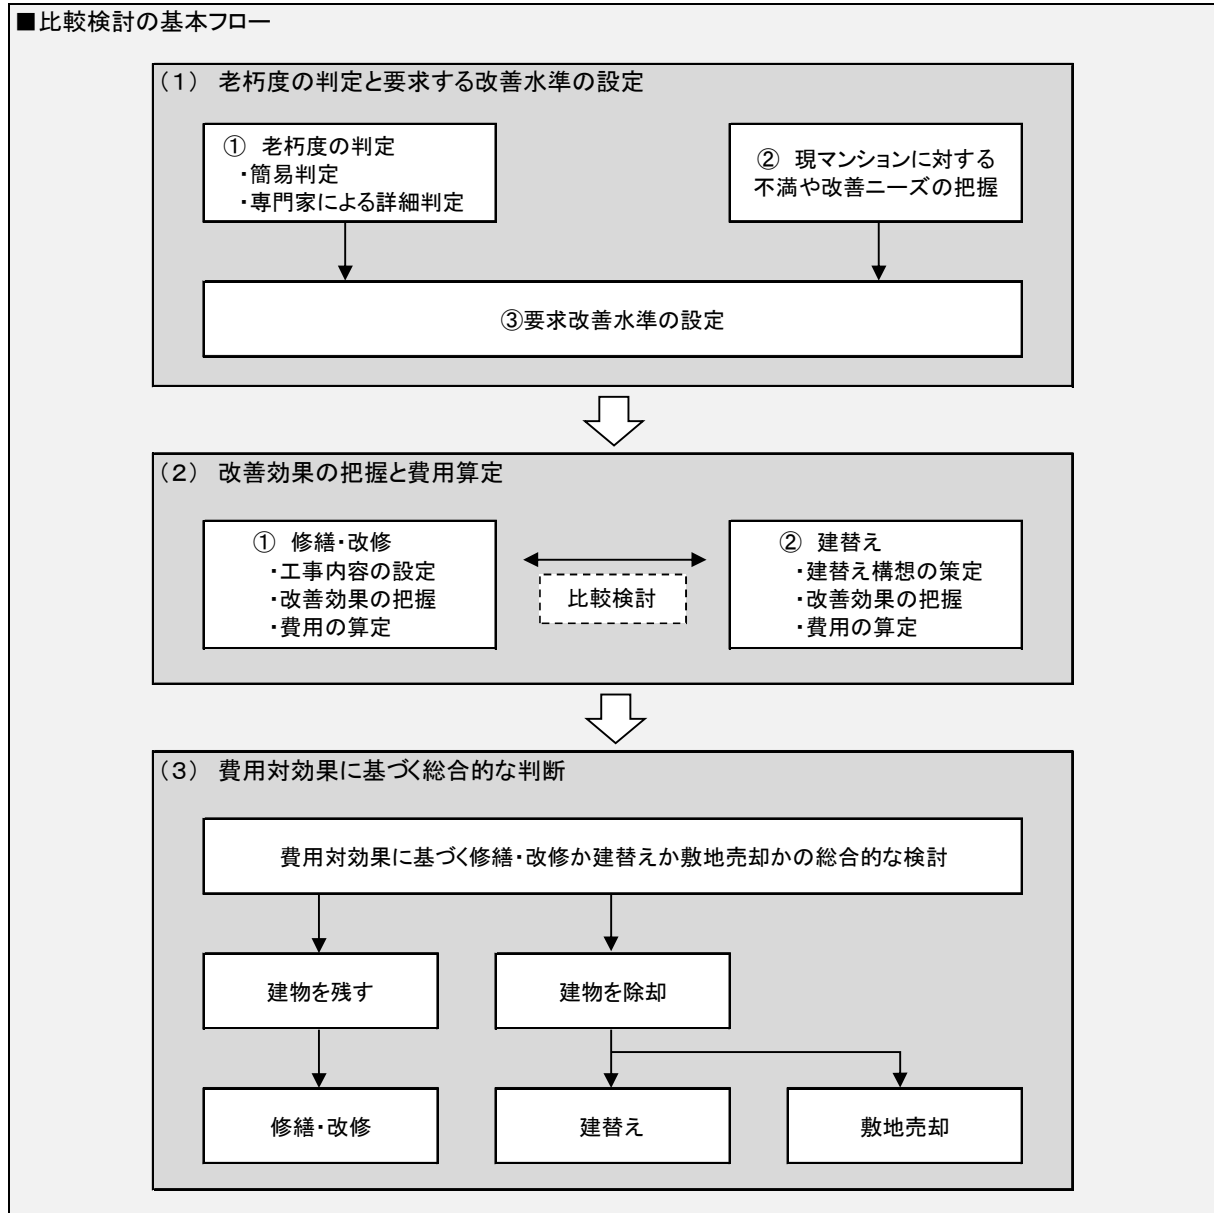 ■比較検討の基本フロー
（１） 老朽度の判定と要求する改善水準の設定
① 老朽度の判定
・簡易判定
・専門家による詳細判定
② 現マンションに対する
不満や改善ニーズの把握
③要求改善水準の設定
（２） 改善効果の把握と費用算定
① 修繕・改修
・工事内容の設定
・改善効果の把握
・費用の算定
比較検討
② 建替え
・建替え構想の策定
・改善効果の把握
・費用の算定
（３） 費用対効果に基づく総合的な判断
費用対効果に基づく修繕・改修か建替えか敷地売却かの総合的な検討
建物を残す
建物を除却
修繕・改修
建替え
敷地売却